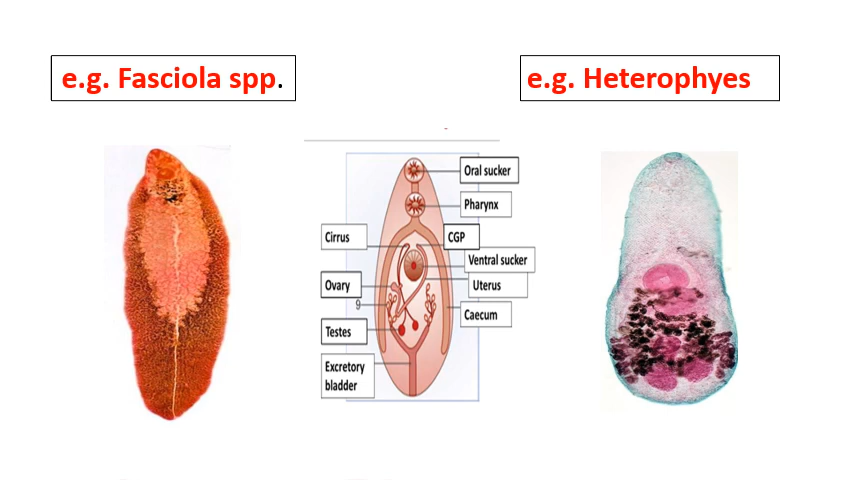 e.g. Fasciola spp.
e.g. Heterophyes
Oral sucker
Pharynx
Cirrus
CGP
Ventral sucker
Ovary
Uterus
9
Caecum
Testes
Excretory
bladder